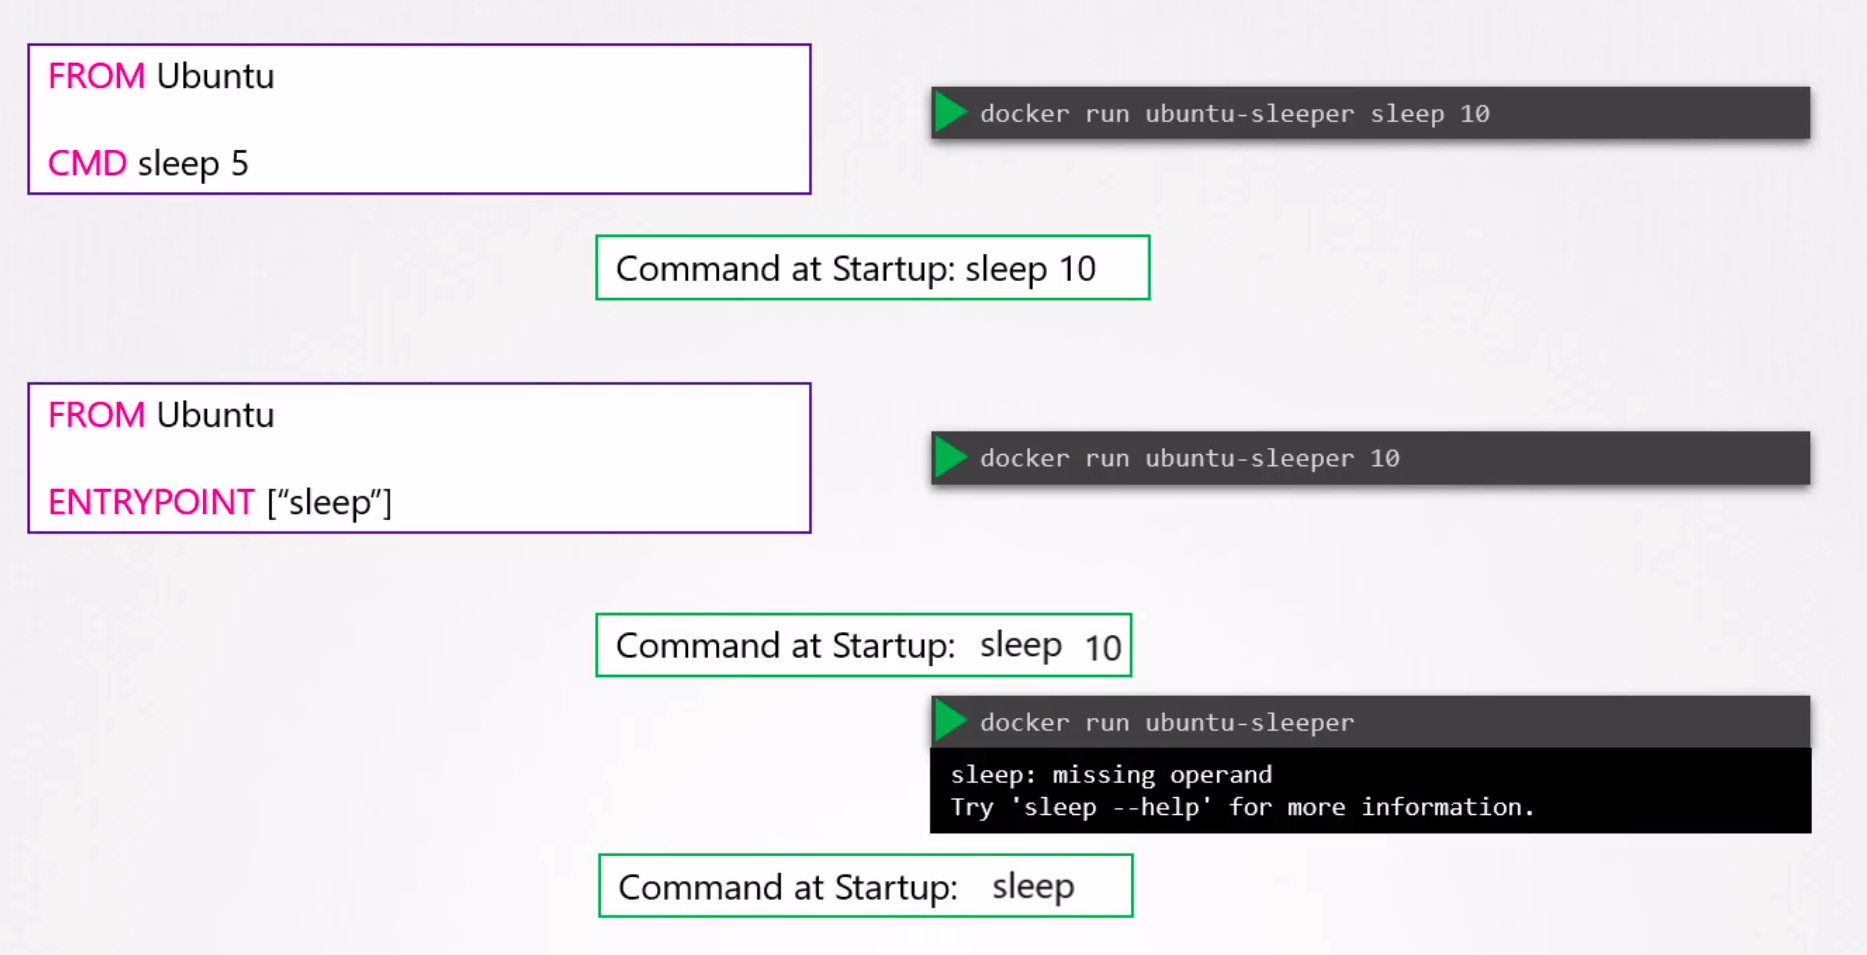 FROM Ubuntu
CMD sleep 5
docker run ubuntu-sleeper sleep 10
Command at Startup: sleep 10
FROM Ubuntu
ENTRYPOINT [“sleep”]
docker run ubuntu-sleeper 10
Command at Startup: sleep 10
docker run ubuntu-sleeper
sleep: missing operand
Try 'sleep --help' for more information.
Command at Startup: sleep